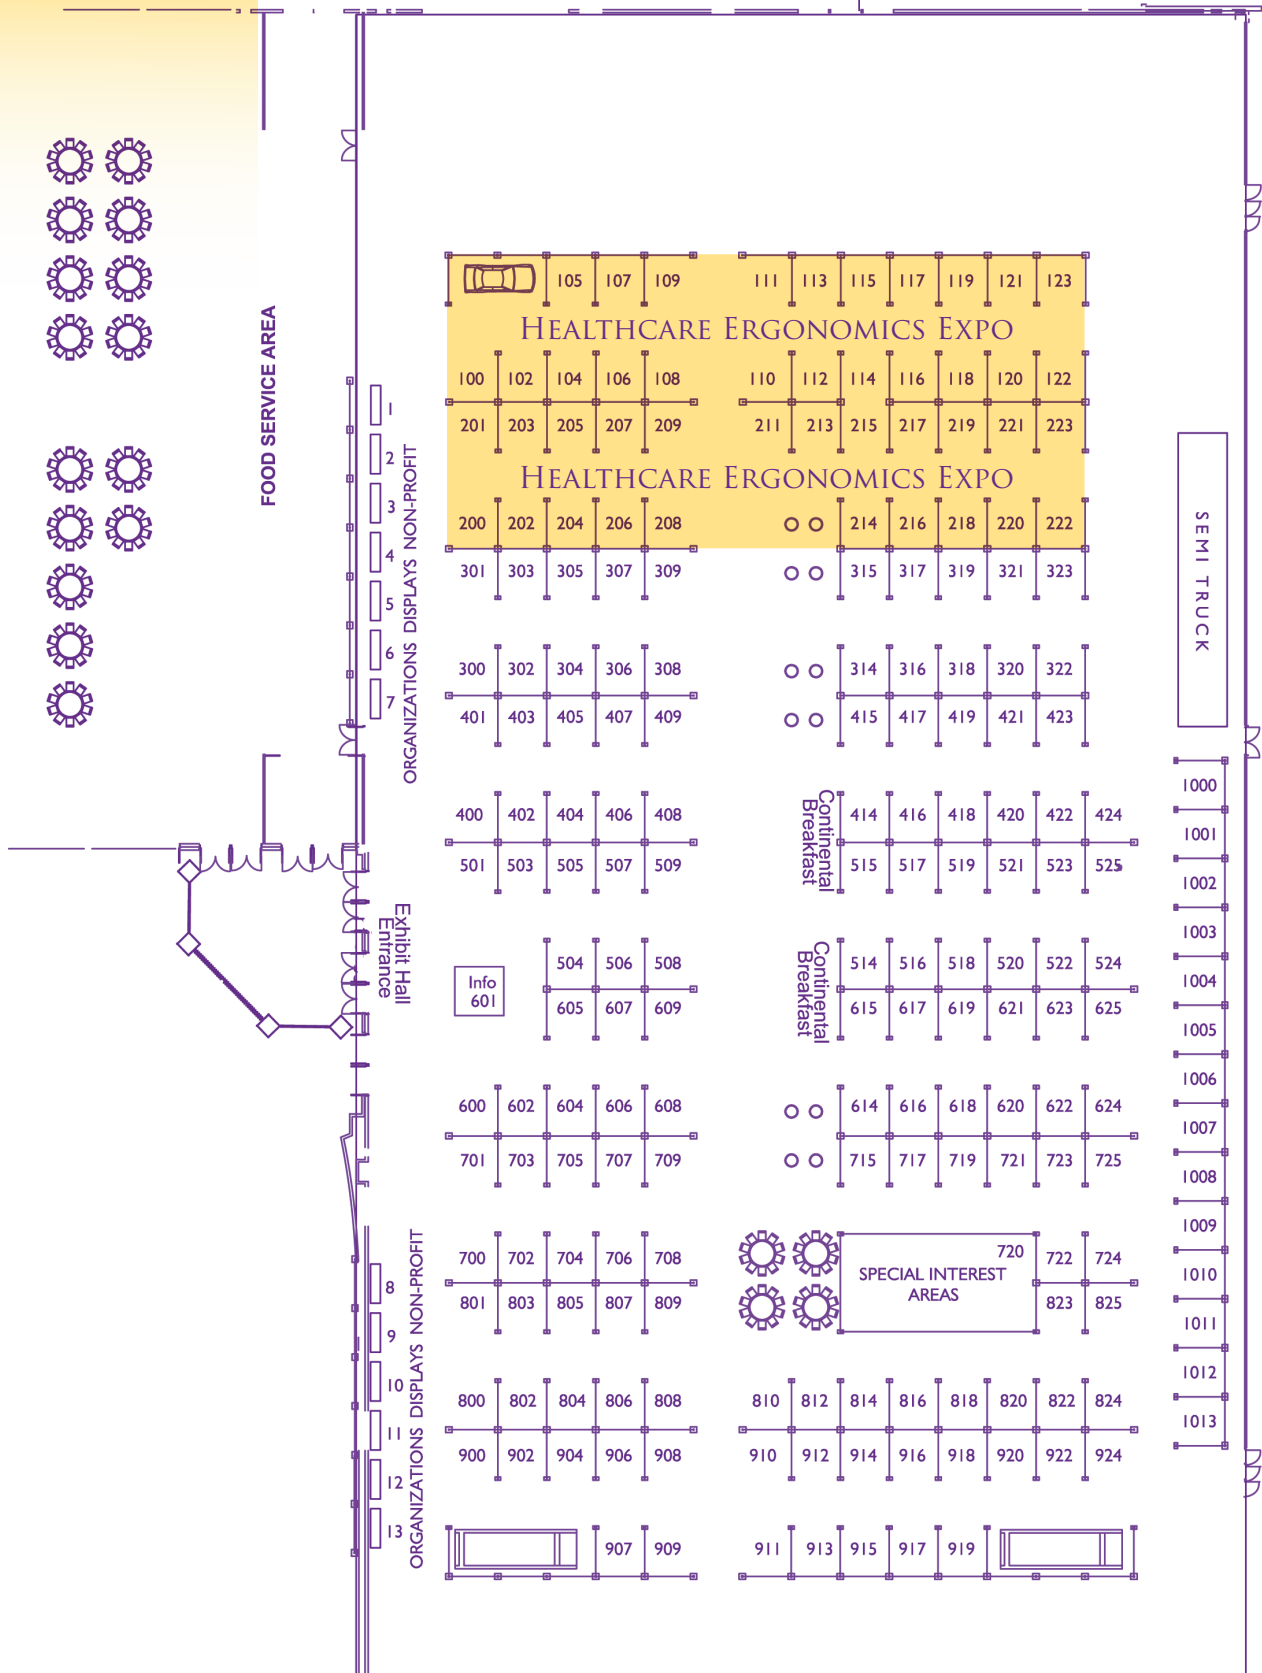 105 107 109 111 113 115 117 119 121 123
HEALTHCARE ERGONOMICS EXPO
100 102 104 106 108 110 112 114 116 118 120 122
201 203 205 207 209 211 213 215 217 219 221 223
HEALTHCARE ERGONOMICS EXPO
200 202 204 206 208 214 216 218 220 222
301 303 305 307 309 315 317 319 321 323
300 302 304 306 308 314 316 318 320 322
401 403 405 407 409 415 417 419 421 423
400 402 404 406 408 414 416 418 420 422 424
501 503 505 507 509 515 517 519 521 523 525
Continental
Breakfast
504 506 508 514 516 518 520 522 524
Info
601
605 607 609 615 617 619 621 623 625
Continental
Breakfast
600 602 604 606 608 614 616 618 620 622 624
701 703 705 707 709 715 717 719 721 723 725
700 702 704 706 708 720 722 724
SPECIAL INTEREST
AREAS
801 803 805 807 809 823 825
800 802 804 806 808 810 812 814 816 818 820 822 824
900 902 904 906 908 910 912 914 916 918 920 922 924
907 909 911 913 915 917 919
FOOD SERVICE AREA
1
2
3
4
5
6
7
ORGANIZATIONS DISPLAYS NON-PROFIT
Exhibit Hall
Entrance
8
9
10
11
12
13
ORGANIZATIONS DISPLAYS NON-PROFIT
SEMI TRUCK
1000
1001
1002
1003
1004
1005
1006
1007
1008
1009
1010
1011
1012
1013